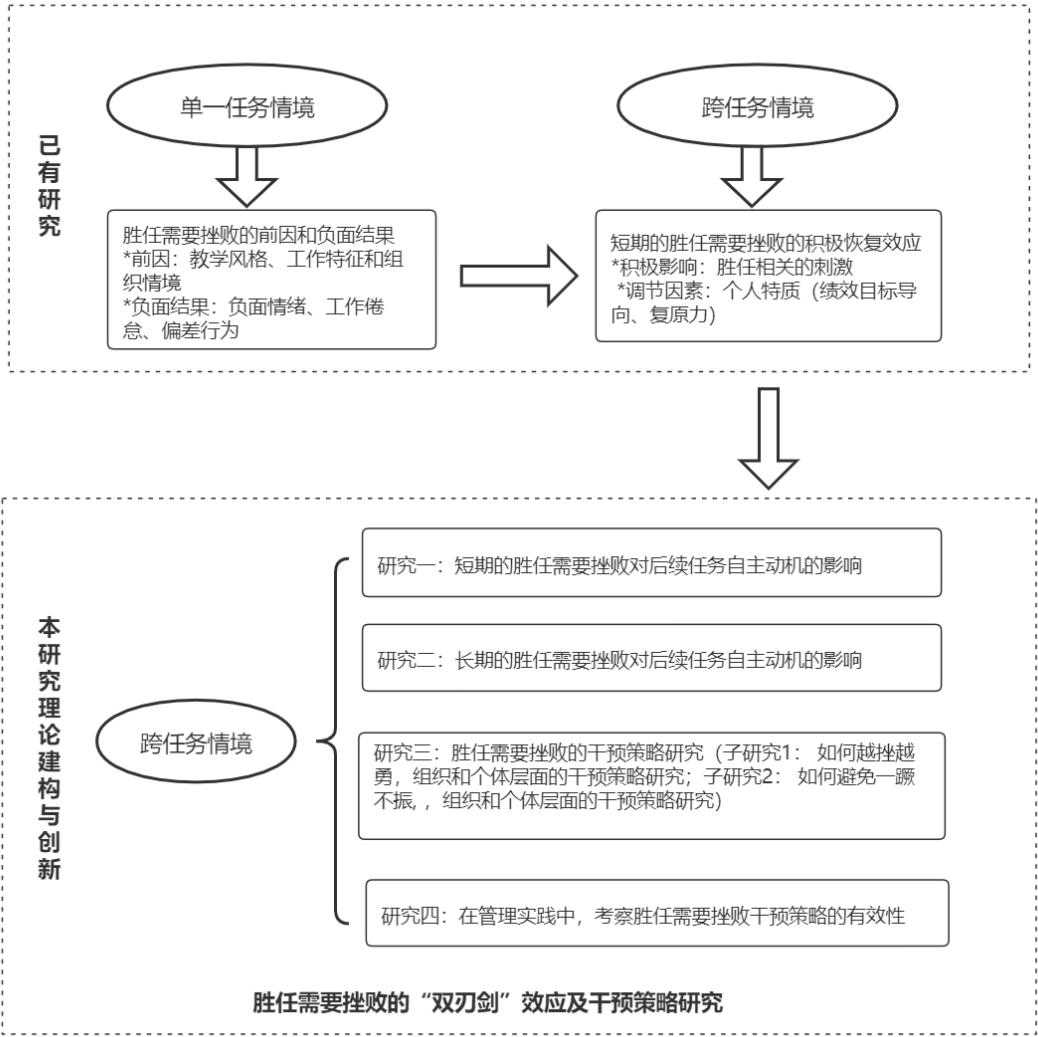 已有研究
单一任务情境
跨任务情境
胜任需要挫败的前因和负面结果
*前因：教学风格、工作特征和组
织情境
*负面结果：负面情绪、工作倦
怠、偏差行为
短期的胜任需要挫败的积极恢复效应
*积极影响：胜任相关的刺激
*调节因素：个人特质（绩效目标导
向、复原力）
本研究理论建构与创新
跨任务情境
研究一：短期的胜任需要挫败对后续任务自主动机的影响
研究二：长期的胜任需要挫败对后续任务自主动机的影响
研究三：胜任需要挫败的干预策略研究（子研究1： 如何越挫越
勇，组织和个体层面的干预策略研究；子研究2： 如何避免一蹶
不振，，组织和个体层面的干预策略研究）
研究四：在管理实践中，考察胜任需要挫败干预策略的有效性
胜任需要挫败的“双刃剑”效应及干预策略研究